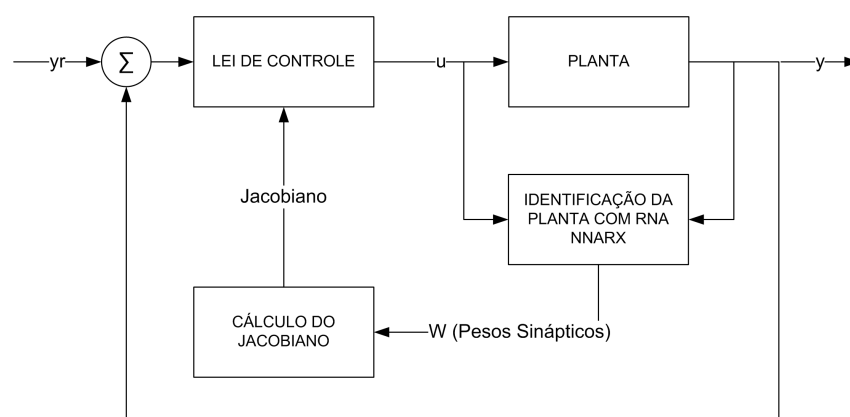 yr
Σ
LEI DE CONTROLE
u
PLANTA
y
Jacobiano
IDENTIFICAÇÃO DA
PLANTA COM RNA
NNARX
CÁLCULO DO
JACOBIANO
W (Pesos Sinápticos)